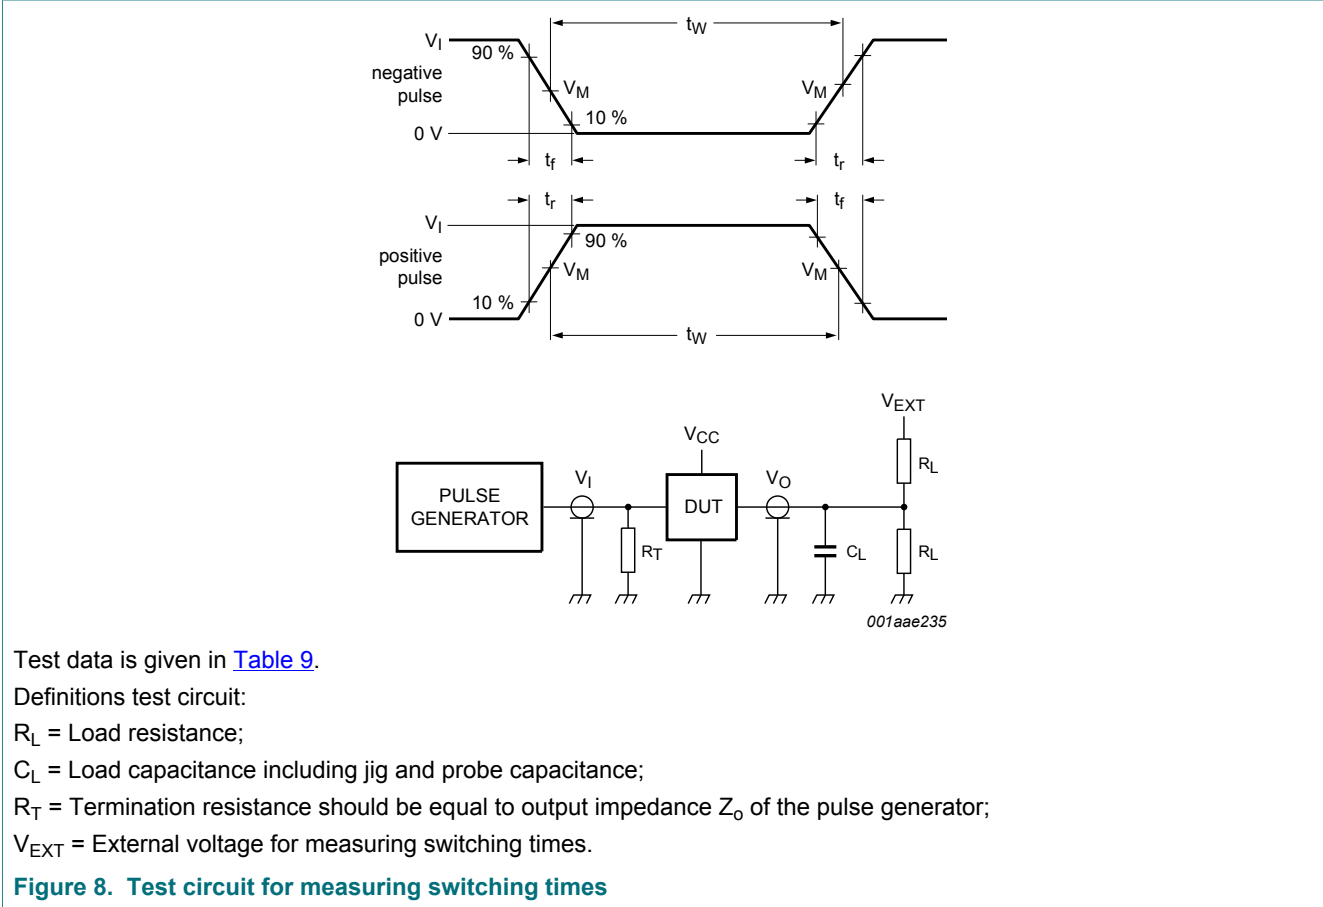 tW
VI
90 %
negative
pulse
VM
VM
10 %
0 V
tf
tr
tr
tf
VI
90 %
positive
pulse
VM
VM
10 %
0 V
tW
VEXT
VCC
RL
VI
VO
PULSE
GENERATOR
DUT
RT
CL
RL
001aae235
Test data is given in Table 9.
Definitions test circuit:
RL = Load resistance;
CL = Load capacitance including jig and probe capacitance;
RT = Termination resistance should be equal to output impedance Zo of the pulse generator;
VEXT = External voltage for measuring switching times.
Figure 8. Test circuit for measuring switching times